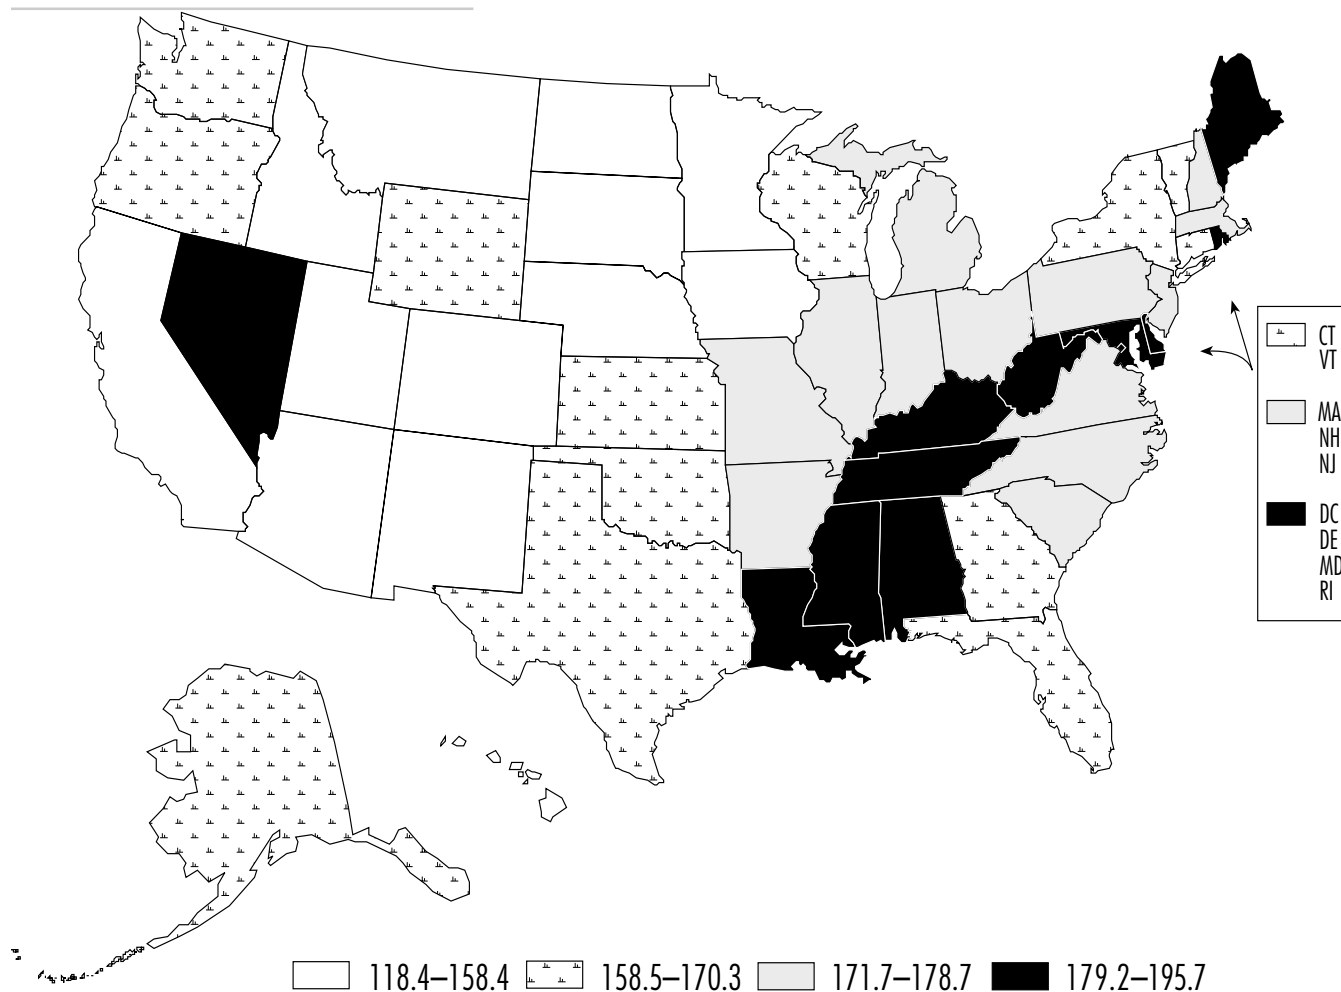 CT
VT
MA
NH
NJ
DC
DE
MD
RI
118.4–158.4 158.5–170.3 171.7–178.7 179.2–195.7